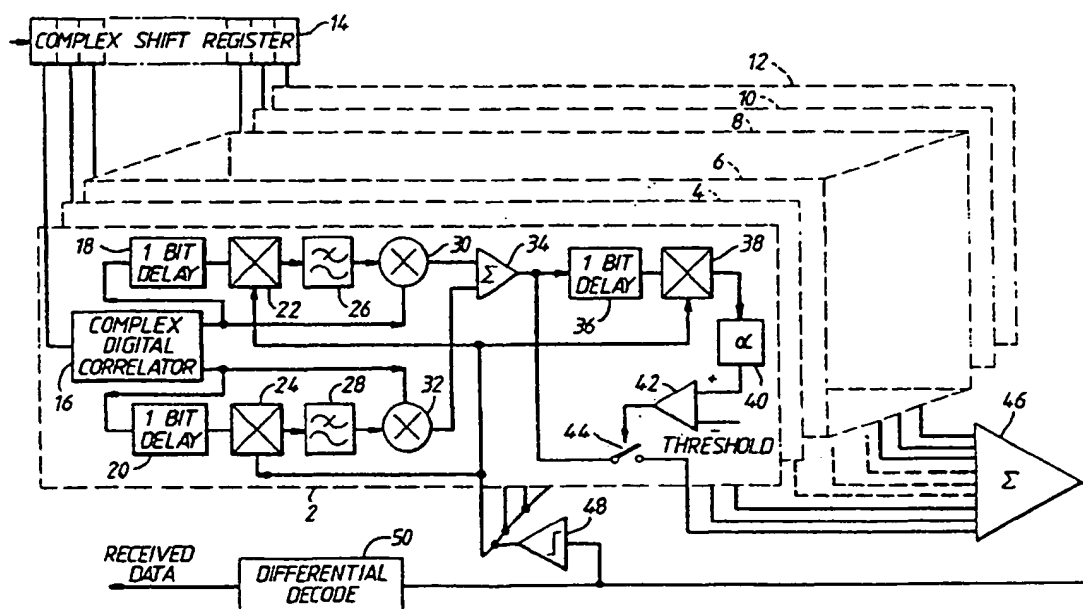 COMPLEX SHIFT REGISTER
14
12
10
8
6
4
18
1 BIT
DELAY
22
26
30
34
Σ
1 BIT
DELAY
36
38
COMPLEX
DIGITAL
CORRELATOR
16
α
40
24
28
32
42
+
-
THRESHOLD
44
1 BIT
DELAY
20
2
46
Σ
48
50
RECEIVED
DATA
DIFFERENTIAL
DECODE